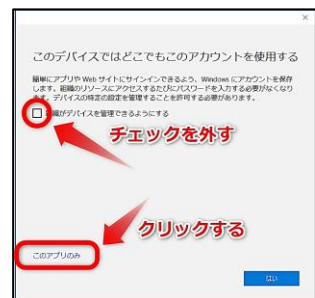 ×
このデバイスではどこでもこのアカウントを使用する
簡単にアプリや Web サイトにサインインできるよう、Windows にアカウントを保存
します。組織のリソースにアクセスするたびにパスワードを入力する必要がなくなり
ます。デバイスの特定の設定を管理することを許可する必要があります。
組織がデバイスを管理できるようにする
チェックを外す
クリックする
このアプリのみ
はい